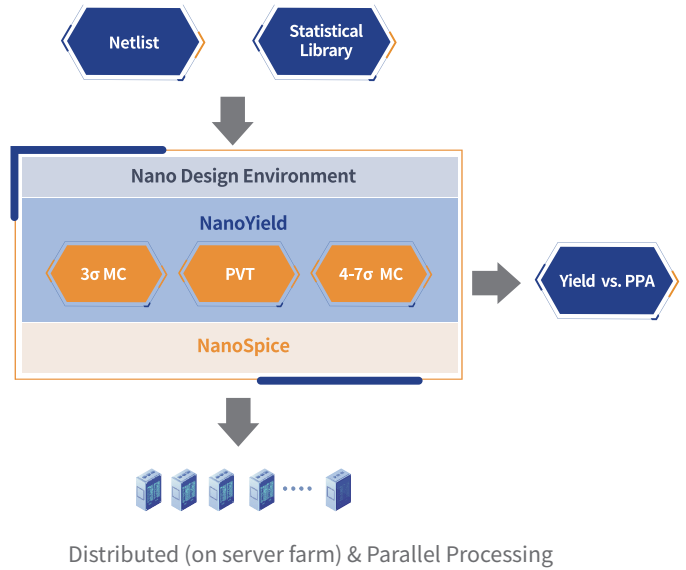 Netlist
Statistical
Library
Nano Design Environment
NanoYield
3σ MC
PVT
4-7σ MC
Yield vs. PPA
NanoSpice
Distributed (on server farm) & Parallel Processing